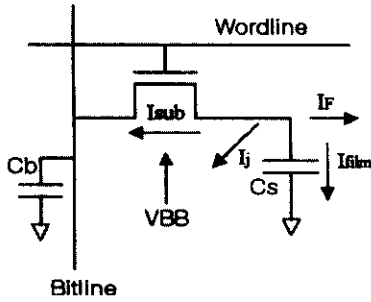 Wordline
Isub
IF
Cb
Ij
Ifilm
Cs
VBB
Bitline